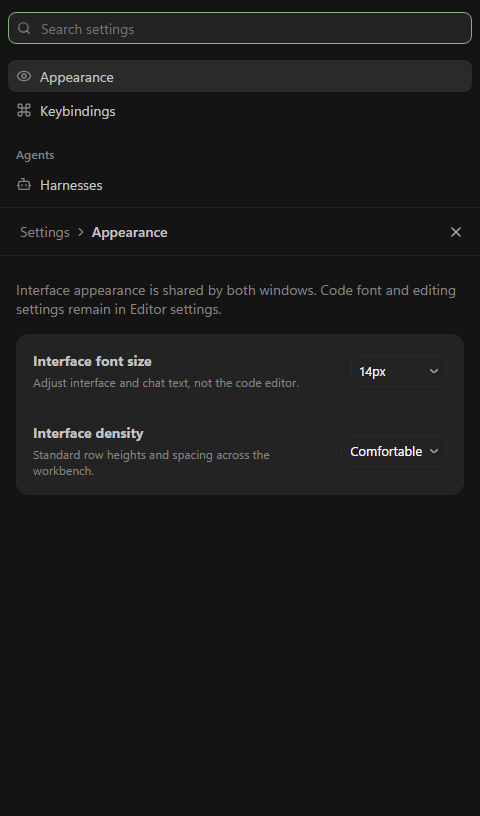 Search settings
Appearance
Keybindings
Agents
Harnesses
Settings > Appearance
Interface appearance is shared by both windows. Code font and editing
settings remain in Editor settings.
Interface font size
Adjust interface and chat text, not the code editor.
14px
Interface density
Standard row heights and spacing across the
workbench.
Comfortable